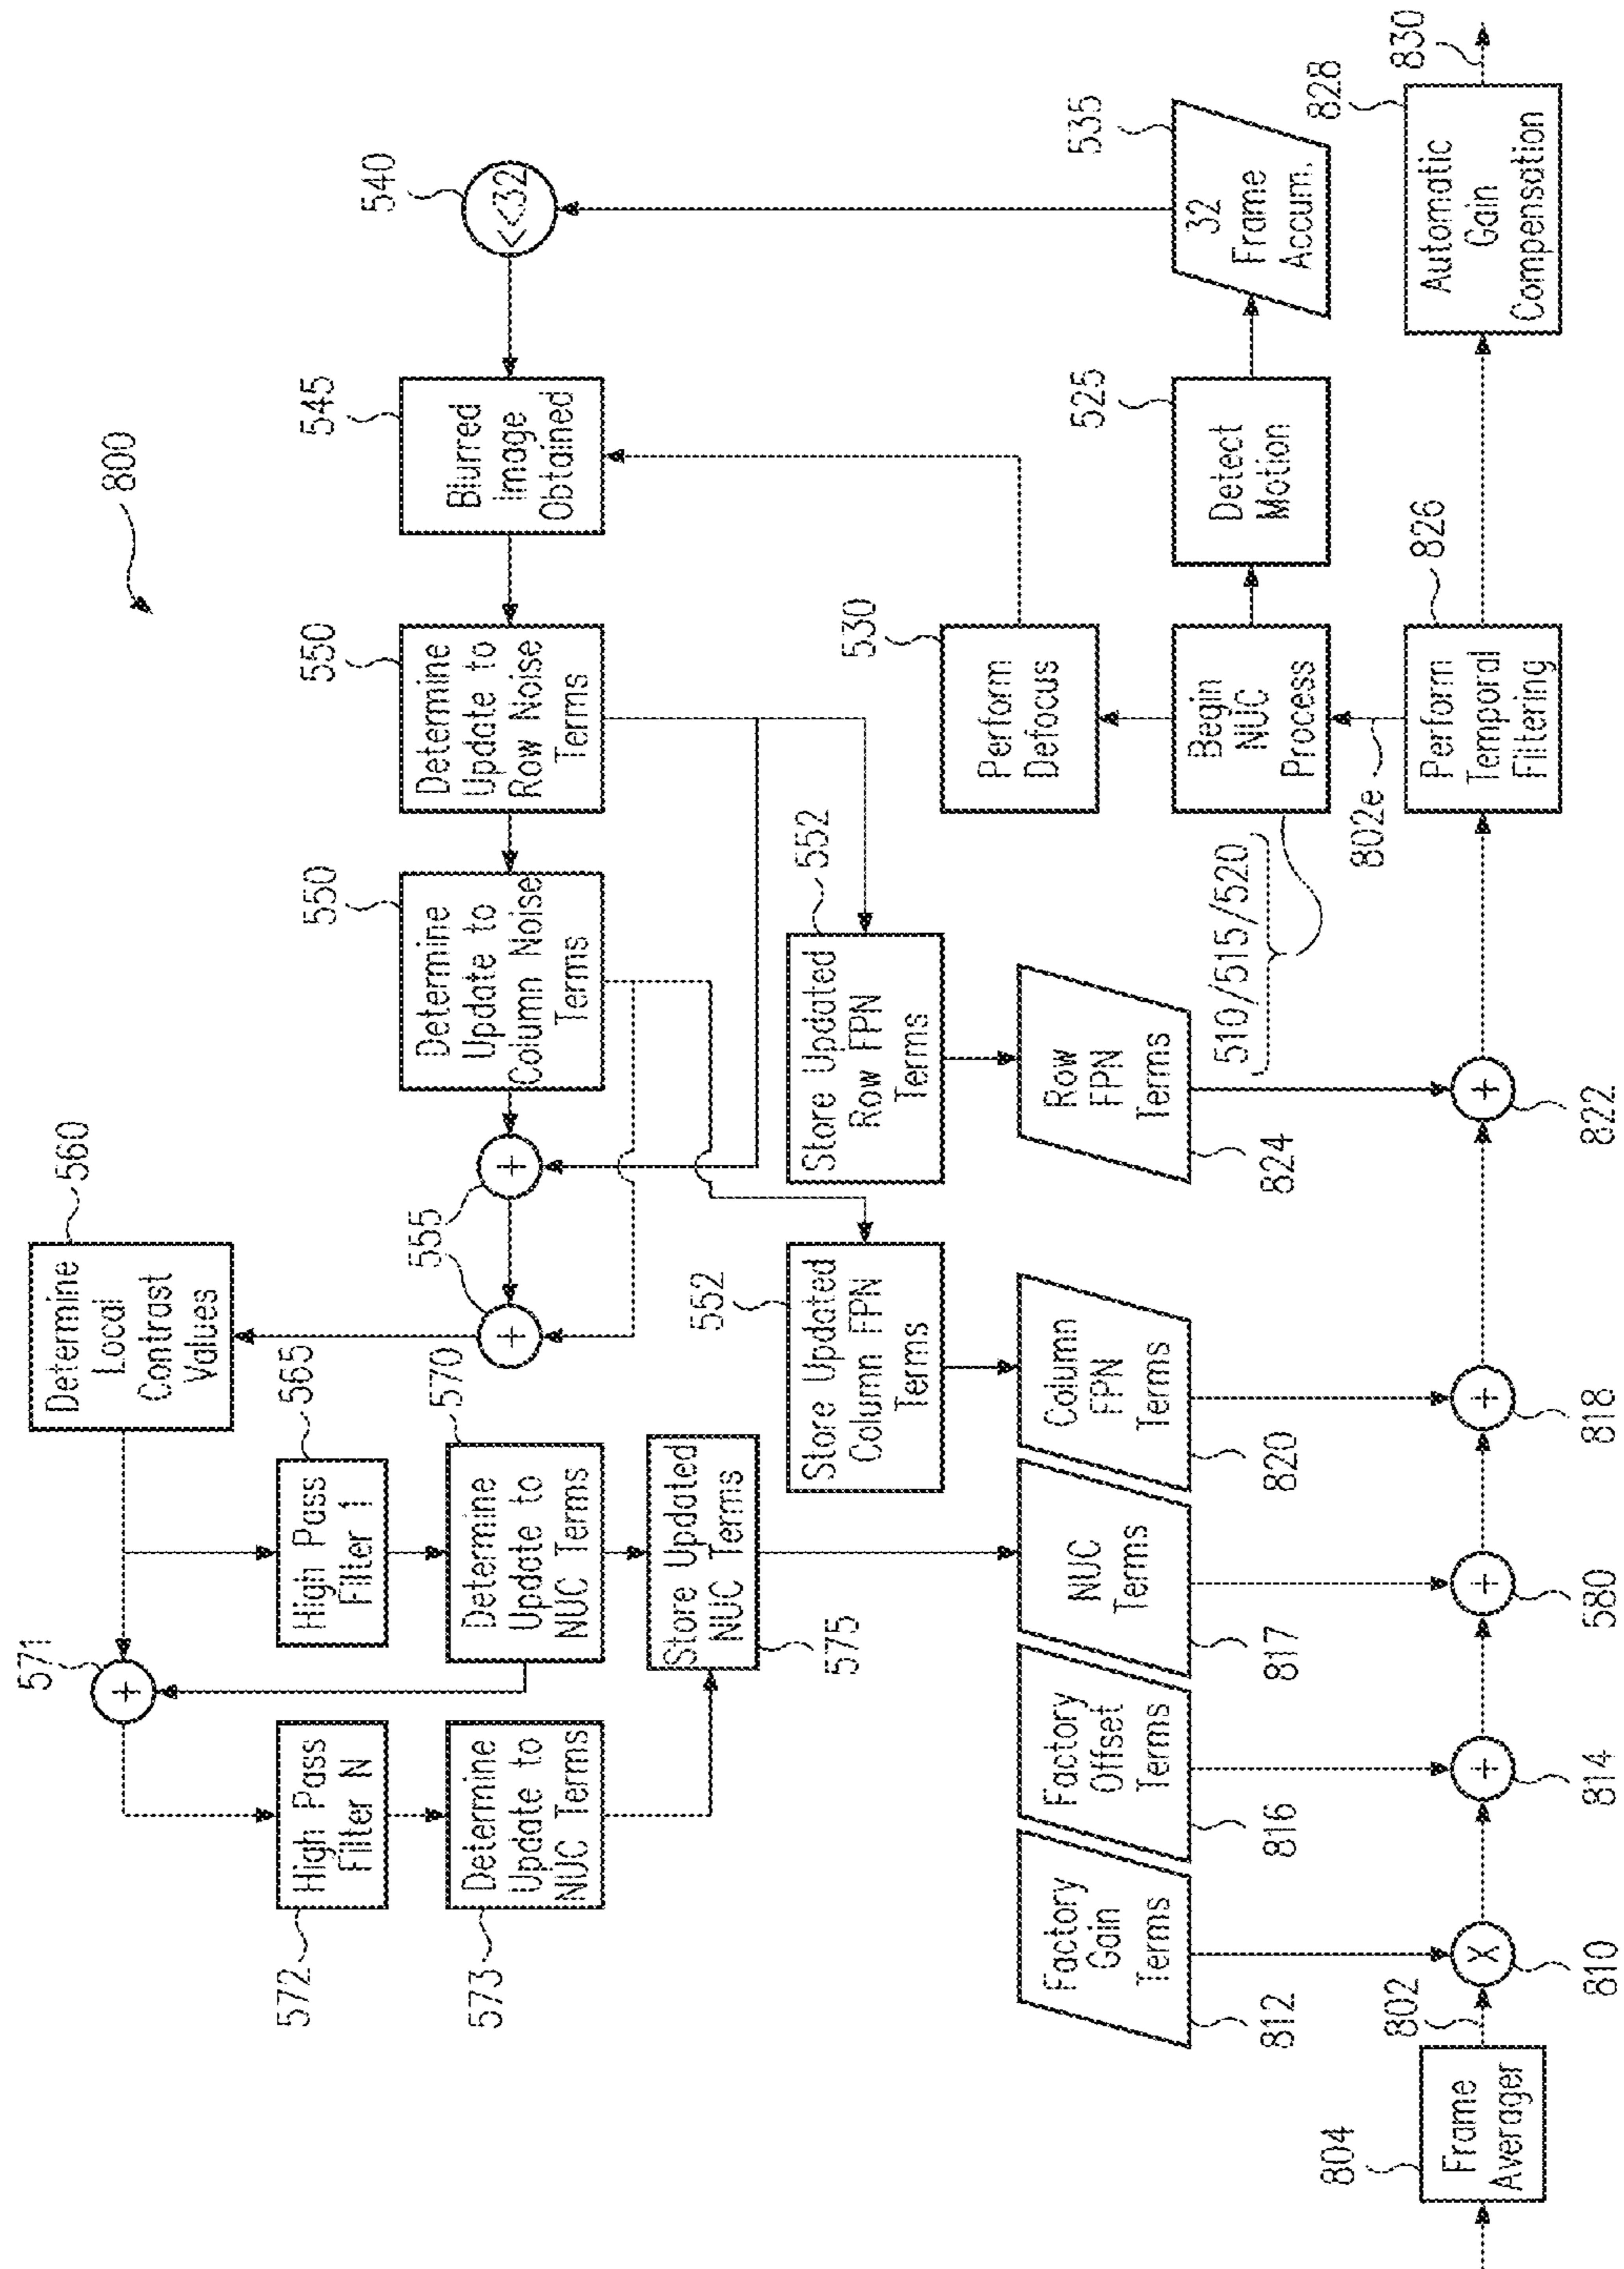 800
560
Determine
Local
Contrast
Values
571
+
572
High Pass
Filter N
High Pass
Filter 1
565
573
Determine
Update to
NUC Terms
Determine
Update to
NUC Terms
570
Store Updated
NUC Terms
575
555
+
+
550
Determine
Update to
Column Noise
Terms
550
Determine
Update to
Row Noise
Terms
545
Blurred
Image
Obtained
540
<<32
552
Store Updated
Column FPN
Terms
552
Store Updated
Row FPN
Terms
530
Perform
Defocus
510/515/520
Begin
NUC
Process
525
Detect
Motion
535
32
Frame
Accum.
Factory
Gain
Terms
812
Factory
Offset
Terms
816
NUC
Terms
817
Column
FPN
Terms
820
Row
FPN
Terms
824
804
Frame
Averager
802
X
810
+
814
+
580
+
818
+
822
802e
826
Perform
Temporal
Filtering
828
Automatic
Gain
Compensation
830